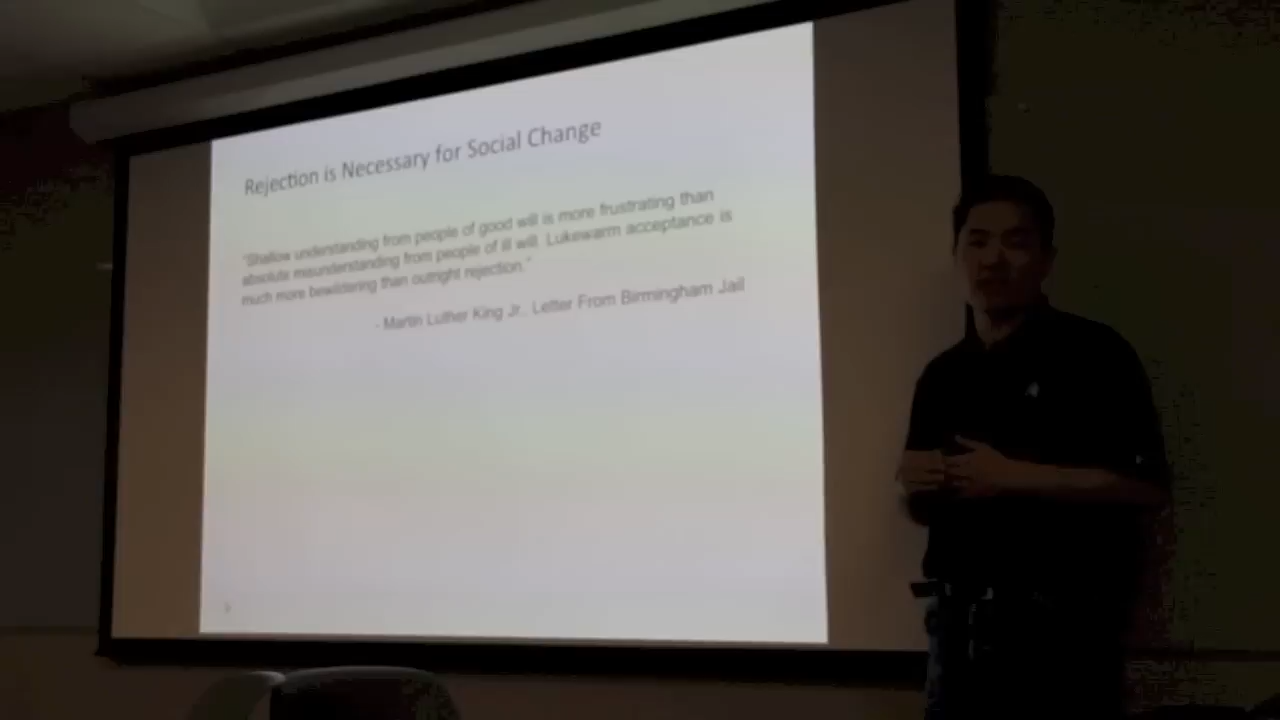 Rejection is Necessary for Social Change
"Shallow understanding from people of good will is more frustrating than
absolute misunderstanding from people of ill will. Lukewarm acceptance is
much more bewildering than outright rejection."
- Martin Luther King Jr., Letter From Birmingham Jail